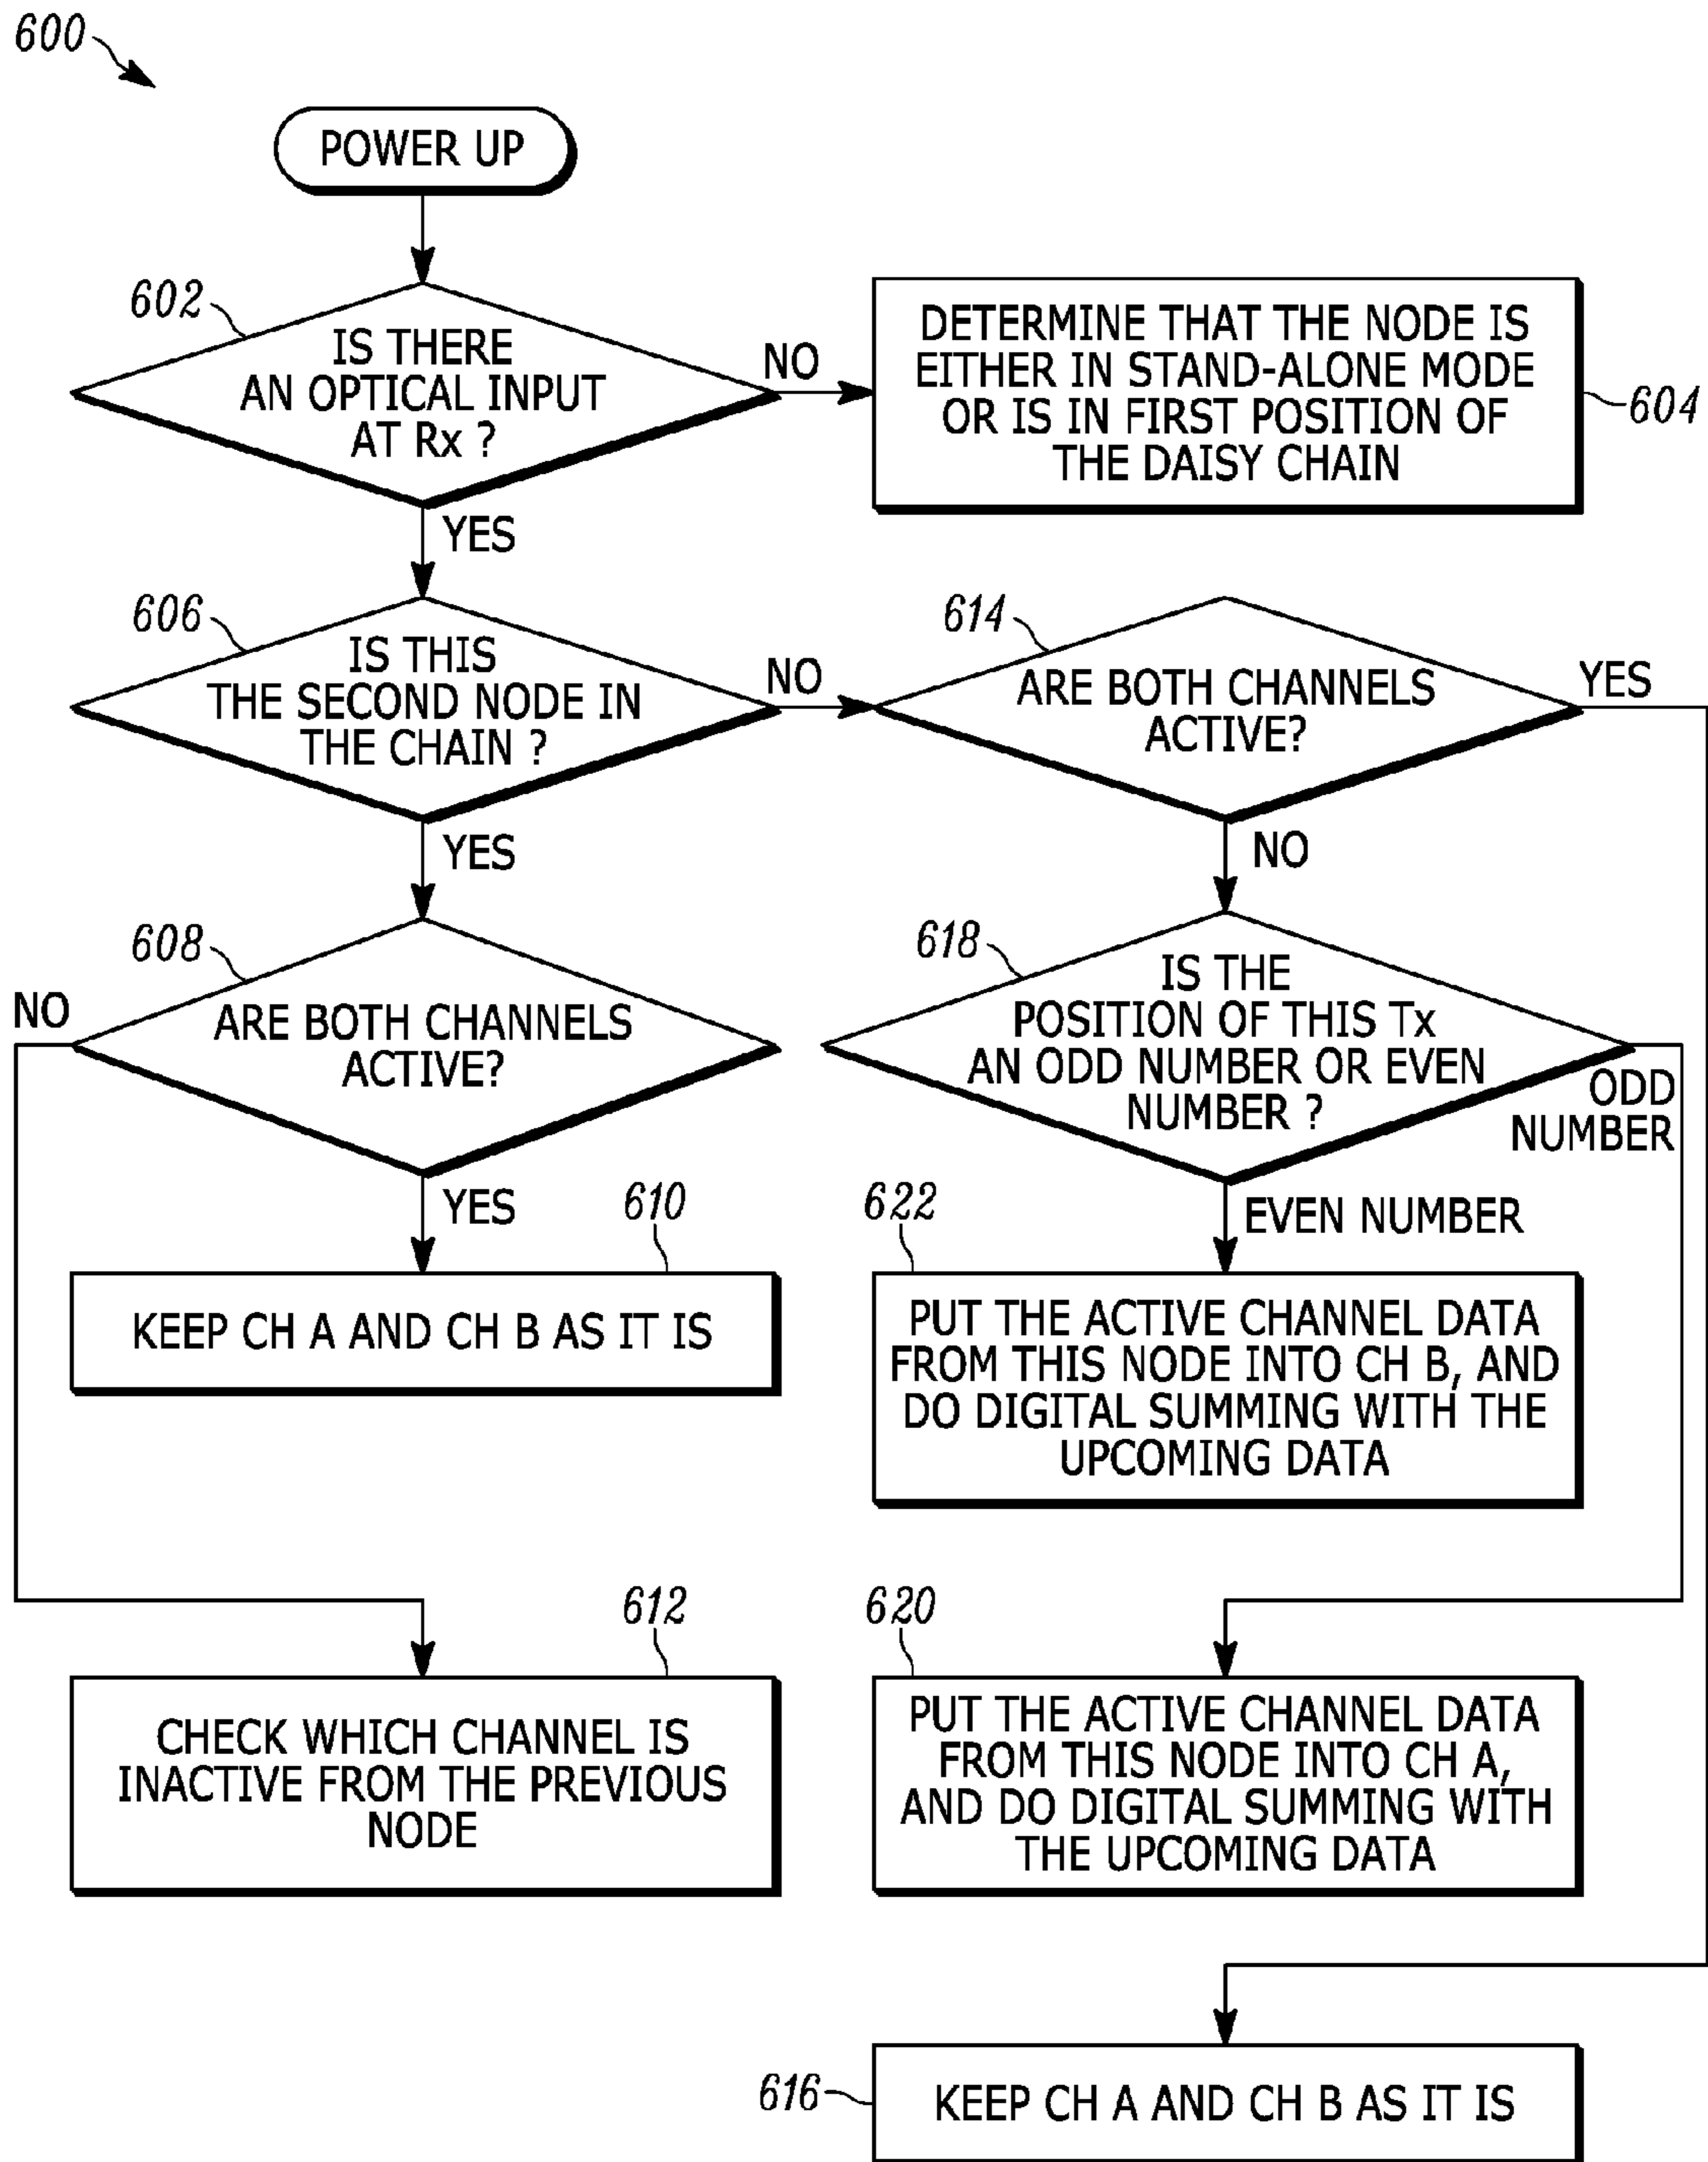 600
POWER UP
602
IS THERE
AN OPTICAL INPUT
AT Rx ?
NO
DETERMINE THAT THE NODE IS
EITHER IN STAND-ALONE MODE
OR IS IN FIRST POSITION OF
THE DAISY CHAIN
604
YES
606
IS THIS
THE SECOND NODE IN
THE CHAIN ?
NO
614
ARE BOTH CHANNELS
ACTIVE?
YES
YES
NO
608
ARE BOTH CHANNELS
ACTIVE?
NO
618
IS THE
POSITION OF THIS Tx
AN ODD NUMBER OR EVEN
NUMBER ?
ODD
NUMBER
YES
610
KEEP CH A AND CH B AS IT IS
622
EVEN NUMBER
PUT THE ACTIVE CHANNEL DATA
FROM THIS NODE INTO CH B, AND
DO DIGITAL SUMMING WITH THE
UPCOMING DATA
612
CHECK WHICH CHANNEL IS
INACTIVE FROM THE PREVIOUS
NODE
620
PUT THE ACTIVE CHANNEL DATA
FROM THIS NODE INTO CH A,
AND DO DIGITAL SUMMING WITH
THE UPCOMING DATA
616
KEEP CH A AND CH B AS IT IS